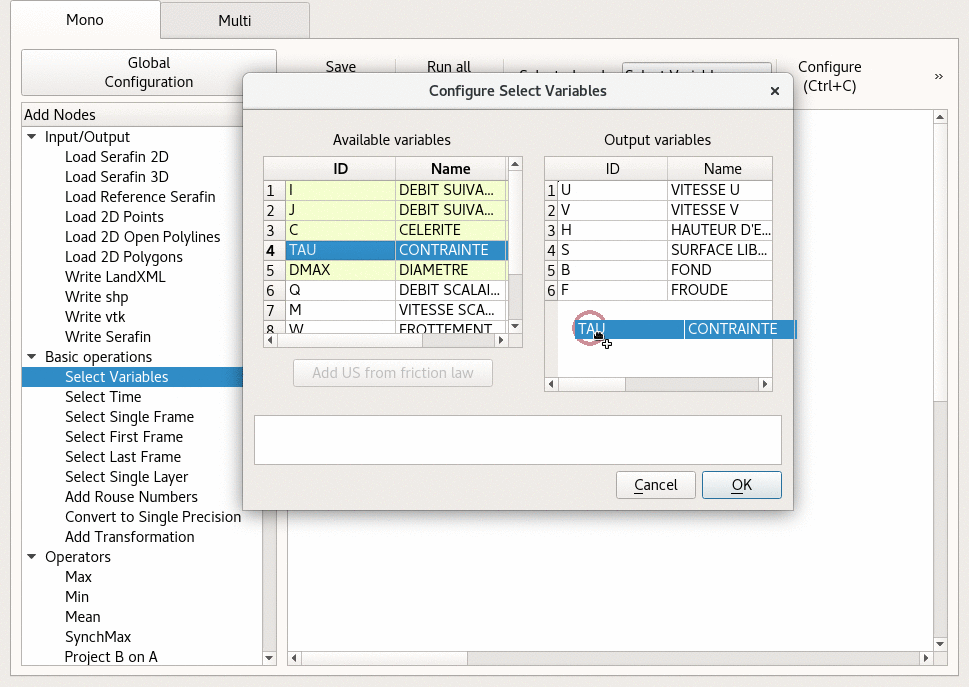 Mono
Multi
Global
Configuration
Save
Run all
Configure
(Ctrl+C)
»
Add Nodes
Input/Output
Load Serafin 2D
Load Serafin 3D
Load Reference Serafin
Load 2D Points
Load 2D Open Polylines
Load 2D Polygons
Write LandXML
Write shp
Write vtk
Write Serafin
Basic operations
Select Variables
Select Time
Select Single Frame
Select First Frame
Select Last Frame
Select Single Layer
Add Rouse Numbers
Convert to Single Precision
Add Transformation
Operators
Max
Min
Mean
SynchMax
Project B on A
Configure Select Variables
Available variables
ID Name
1 I DEBIT SUIVA...
2 J DEBIT SUIVA...
3 C CELERITE
4 TAU CONTRAINTE
5 DMAX DIAMETRE
6 Q DEBIT SCALAI...
7 M VITESSE SCA...
8 W FROTTEMENT
Add US from friction law
Output variables
ID Name
1 U VITESSE U
2 V VITESSE V
3 H HAUTEUR D'E...
4 S SURFACE LIB...
5 B FOND
6 F FROUDE
TAU CONTRAINTE
Cancel
OK